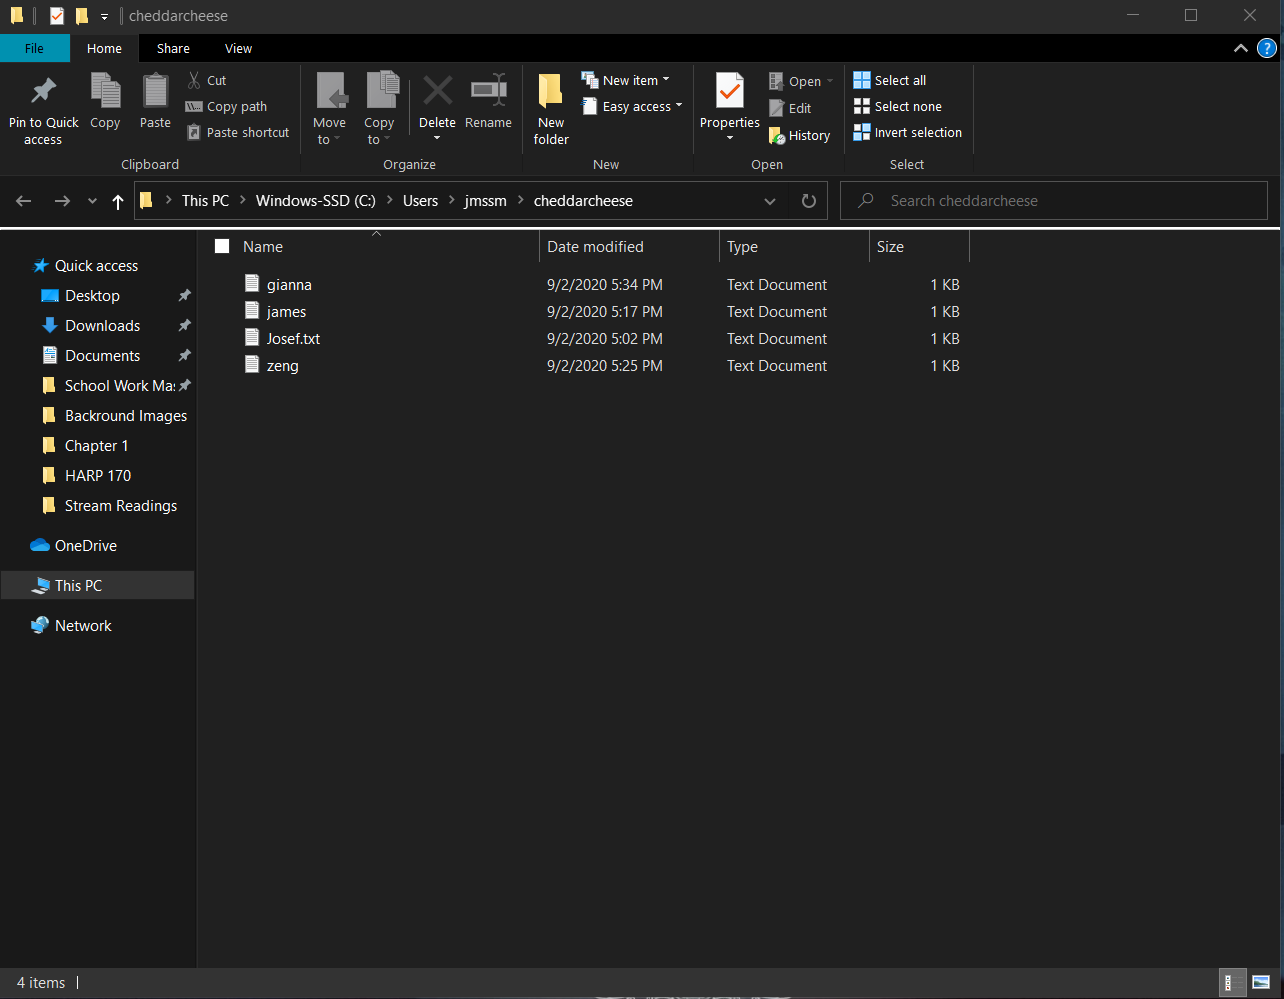 cheddarcheese
File Home Share View
Pin to Quick access
Copy
Paste
Cut
Copy path
Paste shortcut
Clipboard
Move to
Copy to
Delete
Rename
Organize
New folder
New item
Easy access
New
Properties
Open
Edit
History
Open
Select all
Select none
Invert selection
Select
This PC > Windows-SSD (C:) > Users > jmssm > cheddarcheese
Search cheddarcheese
Quick access
Desktop
Downloads
Documents
School Work Mas
Backround Images
Chapter 1
HARP 170
Stream Readings
OneDrive
This PC
Network
Name Date modified Type Size
gianna 9/2/2020 5:34 PM Text Document 1 KB
james 9/2/2020 5:17 PM Text Document 1 KB
Josef.txt 9/2/2020 5:02 PM Text Document 1 KB
zeng 9/2/2020 5:25 PM Text Document 1 KB
4 items